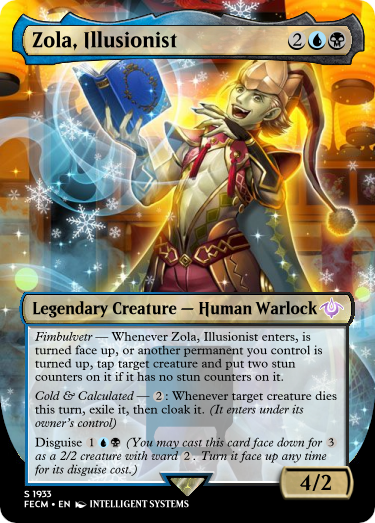 Zola, Illusionist 2
Legendary Creature — Human Warlock
Fimbulvetr — Whenever Zola, Illusionist enters, is
turned face up, or another permanent you control is
turned up, tap target creature and put two stun
counters on it if it has no stun counters on it.
Cold & Calculated — 2 : Whenever target creature dies
this turn, exile it, then cloak it. (It enters under its
owner's control)
Disguise 1 (You may cast this card face down for 3
as a 2/2 creature with ward 2 . Turn it face up any time
for its disguise cost.)
4/2
S 1933
FECM • EN INTELLIGENT SYSTEMS